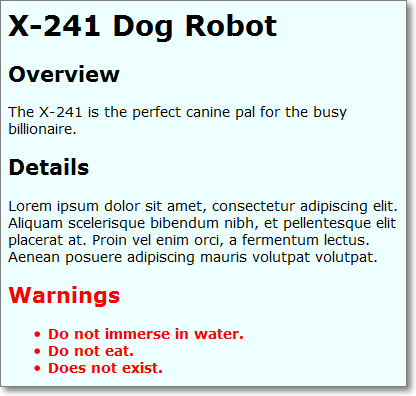 X-241 Dog Robot
Overview
The X-241 is the perfect canine pal for the busy
billionaire.
Details
Lorem ipsum dolor sit amet, consectetur adipiscing elit.
Aliquam scelerisque bibendum nibh, et pellentesque elit
placerat at. Proin vel enim orci, a fermentum lectus.
Aenean posuere adipiscing mauris volutpat volutpat.
Warnings
• Do not immerse in water.
• Do not eat.
• Does not exist.